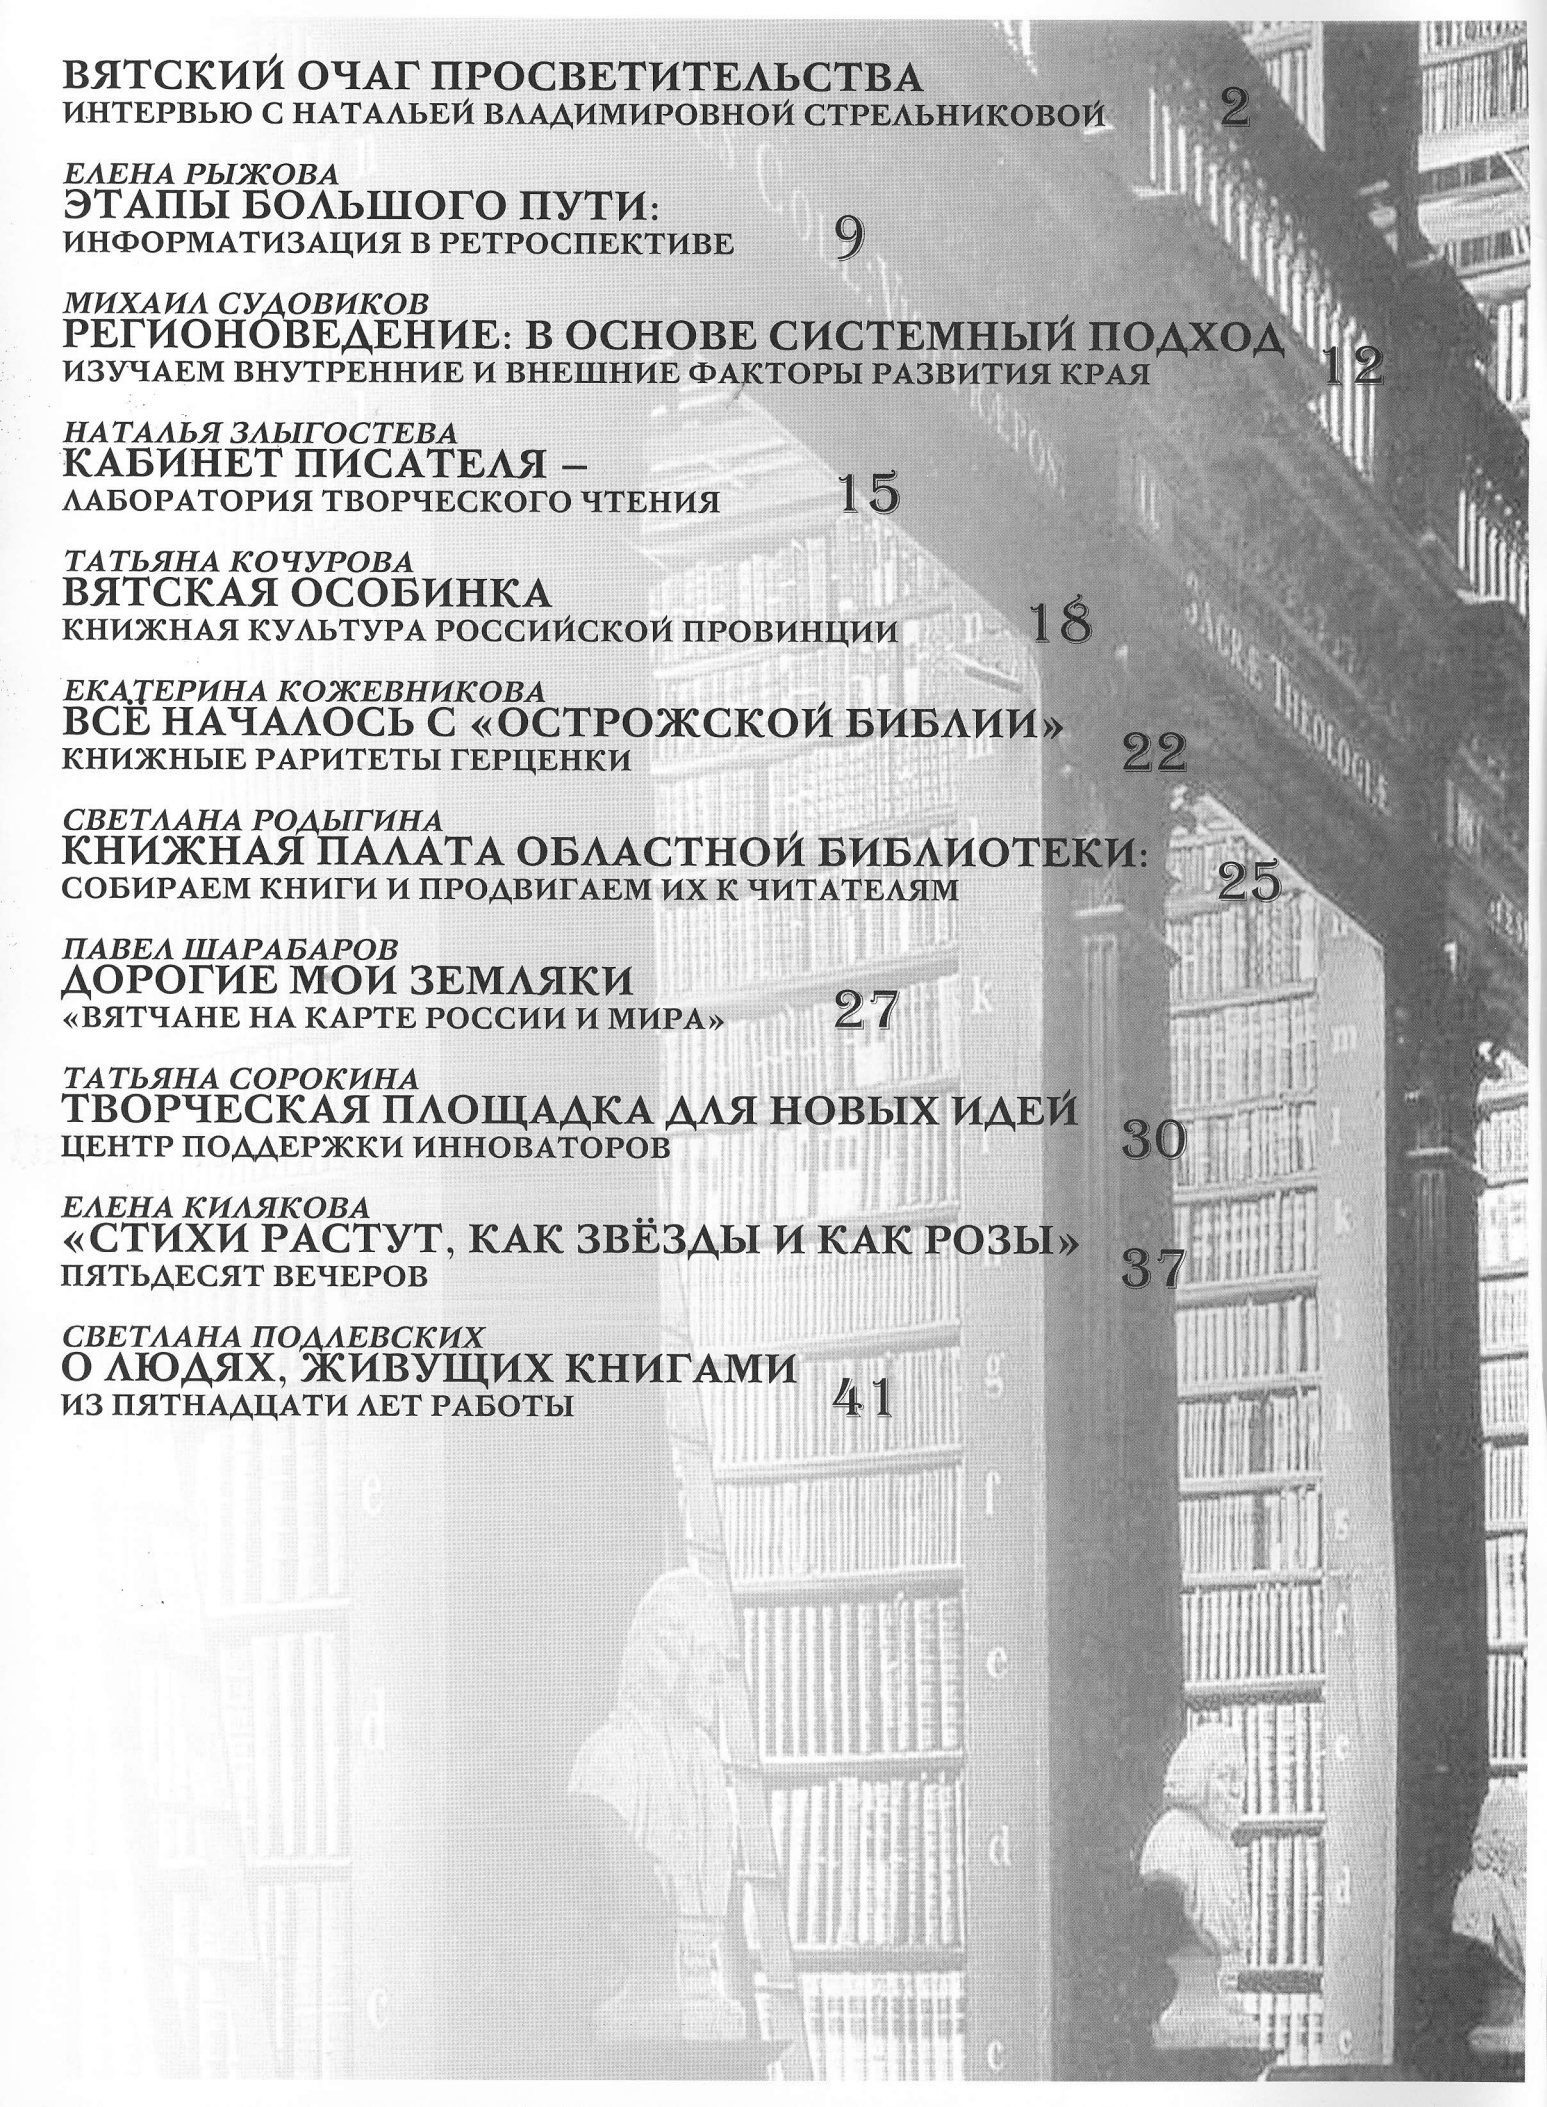 ВЯТСКИЙ ОЧАГ ПРОСВЕТИТЕЛЬСТВА
ИНТЕРВЬЮ С НАТАЛЬЕЙ ВЛАДИМИРОВНОЙ СТРЕЛЬНИКОВОЙ 2
ЕЛЕНА РЫЖОВА
ЭТАПЫ БОЛЬШОГО ПУТИ:
ИНФОРМАТИЗАЦИЯ В РЕТРОСПЕКТИВЕ 9
МИХАИЛ СУДОВИКОВ
РЕГИОНОВЕДЕНИЕ: В ОСНОВЕ СИСТЕМНЫЙ ПОДХОД
ИЗУЧАЕМ ВНУТРЕННИЕ И ВНЕШНИЕ ФАКТОРЫ РАЗВИТИЯ КРАЯ 12
НАТАЛЬЯ ЗЛЫГОСТЕВА
КАБИНЕТ ПИСАТЕЛЯ –
ЛАБОРАТОРИЯ ТВОРЧЕСКОГО ЧТЕНИЯ 15
ТАТЬЯНА КОЧУРОВА
ВЯТСКАЯ ОСОБИНКА
КНИЖНАЯ КУЛЬТУРА РОССИЙСКОЙ ПРОВИНЦИИ 18
ЕКАТЕРИНА КОЖЕВНИКОВА
ВСЁ НАЧАЛОСЬ С «ОСТРОЖСКОЙ БИБЛИИ»
КНИЖНЫЕ РАРИТЕТЫ ГЕРЦЕНКИ 22
СВЕТЛАНА РОДЫГИНА
КНИЖНАЯ ПАЛАТА ОБЛАСТНОЙ БИБЛИОТЕКИ:
СОБИРАЕМ КНИГИ И ПРОДВИГАЕМ ИХ К ЧИТАТЕЛЯМ 25
ПАВЕЛ ШАРАБАРОВ
ДОРОГИЕ МОИ ЗЕМЛЯКИ
«ВЯТЧАНЕ НА КАРТЕ РОССИИ И МИРА» 27
ТАТЬЯНА СОРОКИНА
ТВОРЧЕСКАЯ ПЛОЩАДКА ДЛЯ НОВЫХ ИДЕЙ
ЦЕНТР ПОДДЕРЖКИ ИННОВАТОРОВ 30
ЕЛЕНА КИЛЯКОВА
«СТИХИ РАСТУТ, КАК ЗВЁЗДЫ И КАК РОЗЫ»
ПЯТЬДЕСЯТ ВЕЧЕРОВ 37
СВЕТЛАНА ПОДЛЕВСКИХ
О ЛЮДЯХ, ЖИВУЩИХ КНИГАМИ
ИЗ ПЯТНАДЦАТИ ЛЕТ РАБОТЫ 41
SACRÆ THEOLOGIÆ